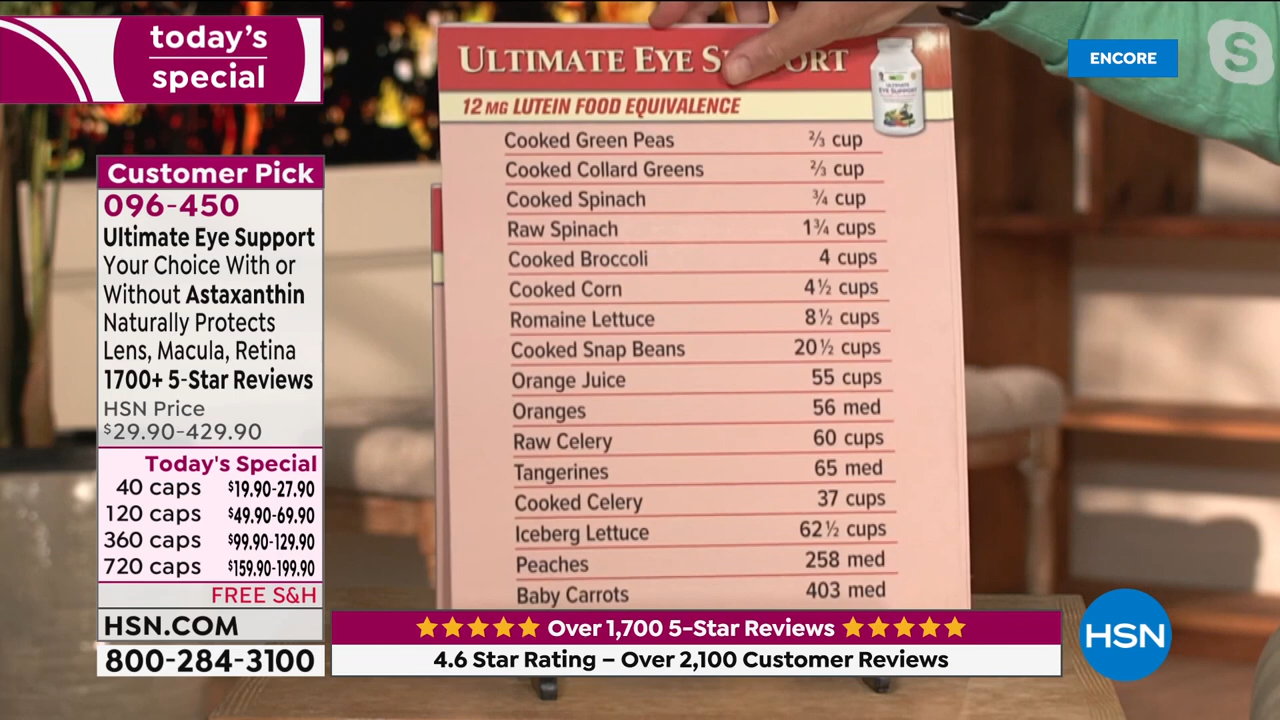 today's
special
ENCORE
S
Customer Pick
096-450
Ultimate Eye Support
Your Choice With or
Without Astaxanthin
Naturally Protects
Lens, Macula, Retina
1700+ 5-Star Reviews
HSN Price
$29.90-429.90
Today's Special
40 caps $19.90-27.90
120 caps $49.90-69.90
360 caps $99.90-129.90
720 caps $159.90-199.90
FREE S&H
HSN.COM
800-284-3100
ULTIMATE EYE S ORT
12 MG LUTEIN FOOD EQUIVALENCE
Cooked Green Peas ⅔ cup
Cooked Collard Greens ⅔ cup
Cooked Spinach ¾ cup
Raw Spinach 1¾ cups
Cooked Broccoli 4 cups
Cooked Corn 4½ cups
Romaine Lettuce 8½ cups
Cooked Snap Beans 20½ cups
Orange Juice 55 cups
Oranges 56 med
Raw Celery 60 cups
Tangerines 65 med
Cooked Celery 37 cups
Iceberg Lettuce 62½ cups
Peaches 258 med
Baby Carrots 403 med
EYE SUPPORT
★★★★★ Over 1,700 5-Star Reviews ★★★★★
4.6 Star Rating – Over 2,100 Customer Reviews
HSN